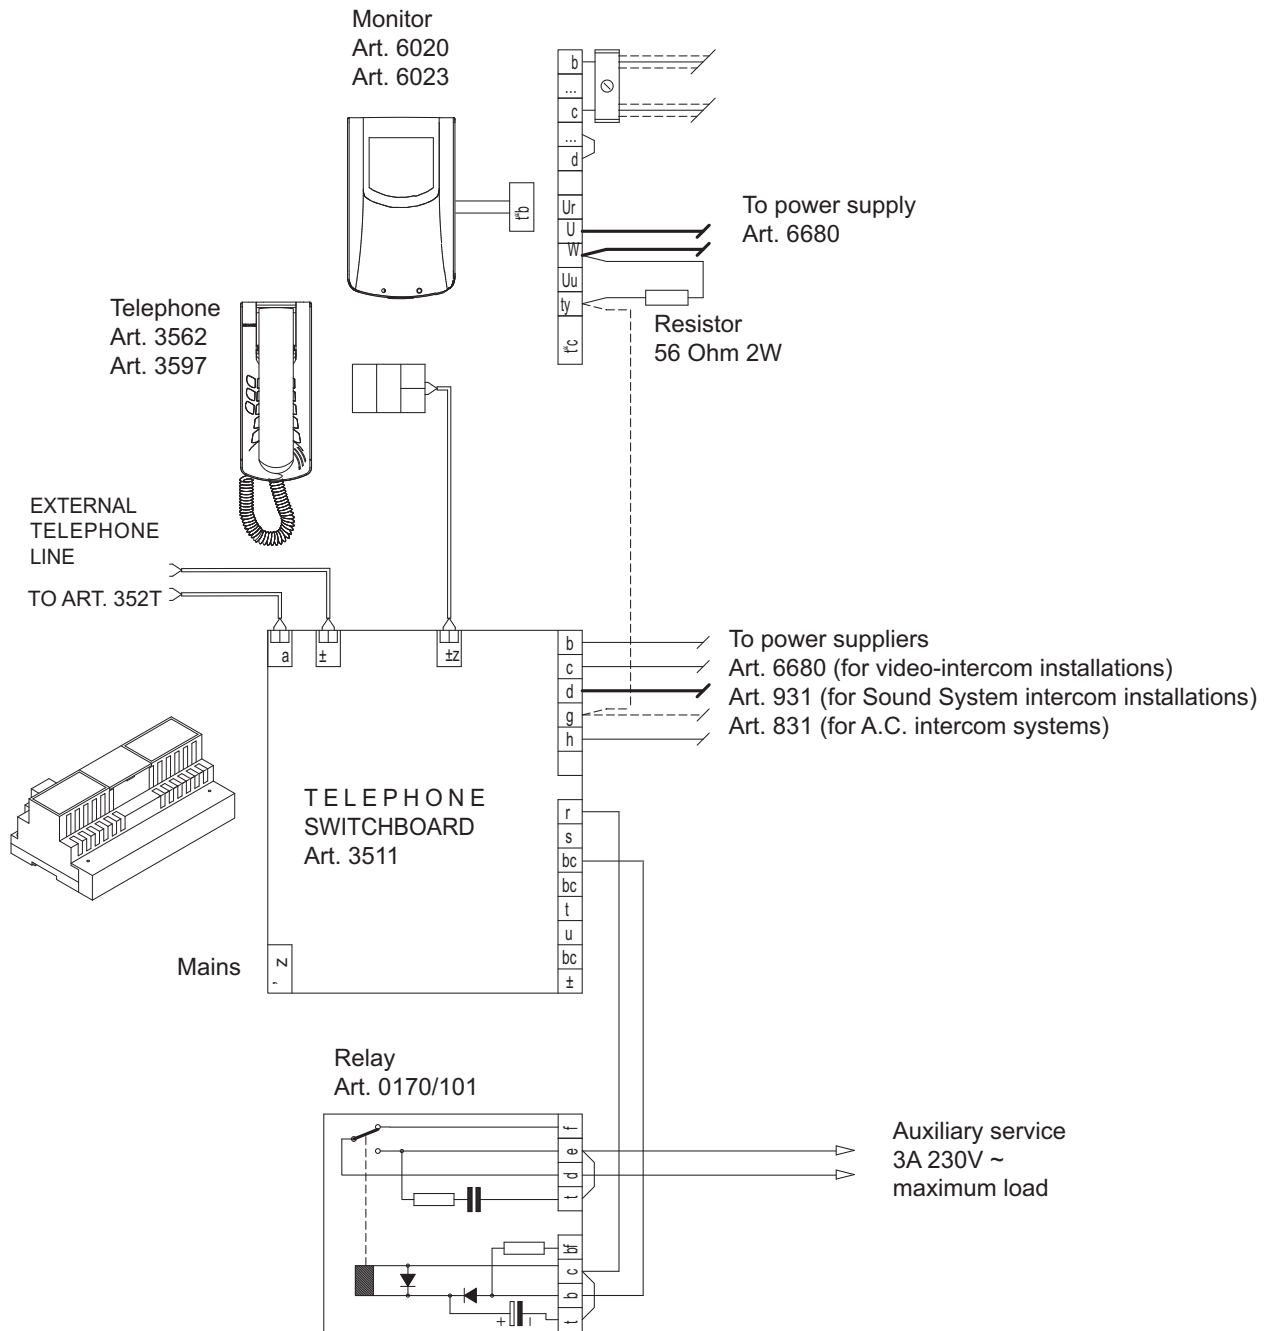 Monitor
Art. 6020
Art. 6023
b
...
c
...
d
Ur
U
W
Uu
ty
To power supply
Art. 6680
Resistor
56 Ohm 2W
Telephone
Art. 3562
Art. 3597
EXTERNAL
TELEPHONE
LINE
TO ART. 352T
a
±
±z
b
c
d
g
h
To power suppliers
Art. 6680 (for video-intercom installations)
Art. 931 (for Sound System intercom installations)
Art. 831 (for A.C. intercom systems)
TELEPHONE
SWITCHBOARD
Art. 3511
r
s
bc
bc
t
u
bc
±
Mains
, z
Relay
Art. 0170/101
f
e
d
t
bf
c
b
t
+
–
Auxiliary service
3A 230V ~
maximum load